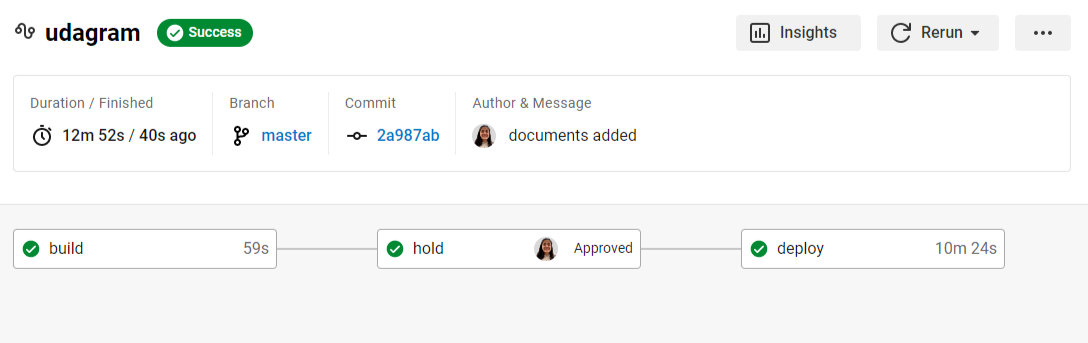 udagram Success Insights Rerun
Duration / Finished Branch Commit Author & Message
12m 52s / 40s ago master 2a987ab documents added
build 59s hold Approved deploy 10m 24s